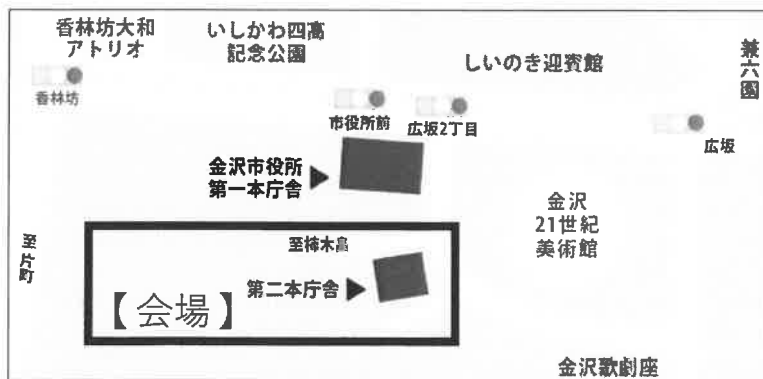 香林坊大和
アトリオ
いしかわ四高
記念公園
しいのき迎賓館
兼六園
香林坊
市役所前
広坂2丁目
広坂
金沢市役所
第一本庁舎
金沢
21世紀
美術館
至片町
至柿木畠
第二本庁舎
【会場】
金沢歌劇座